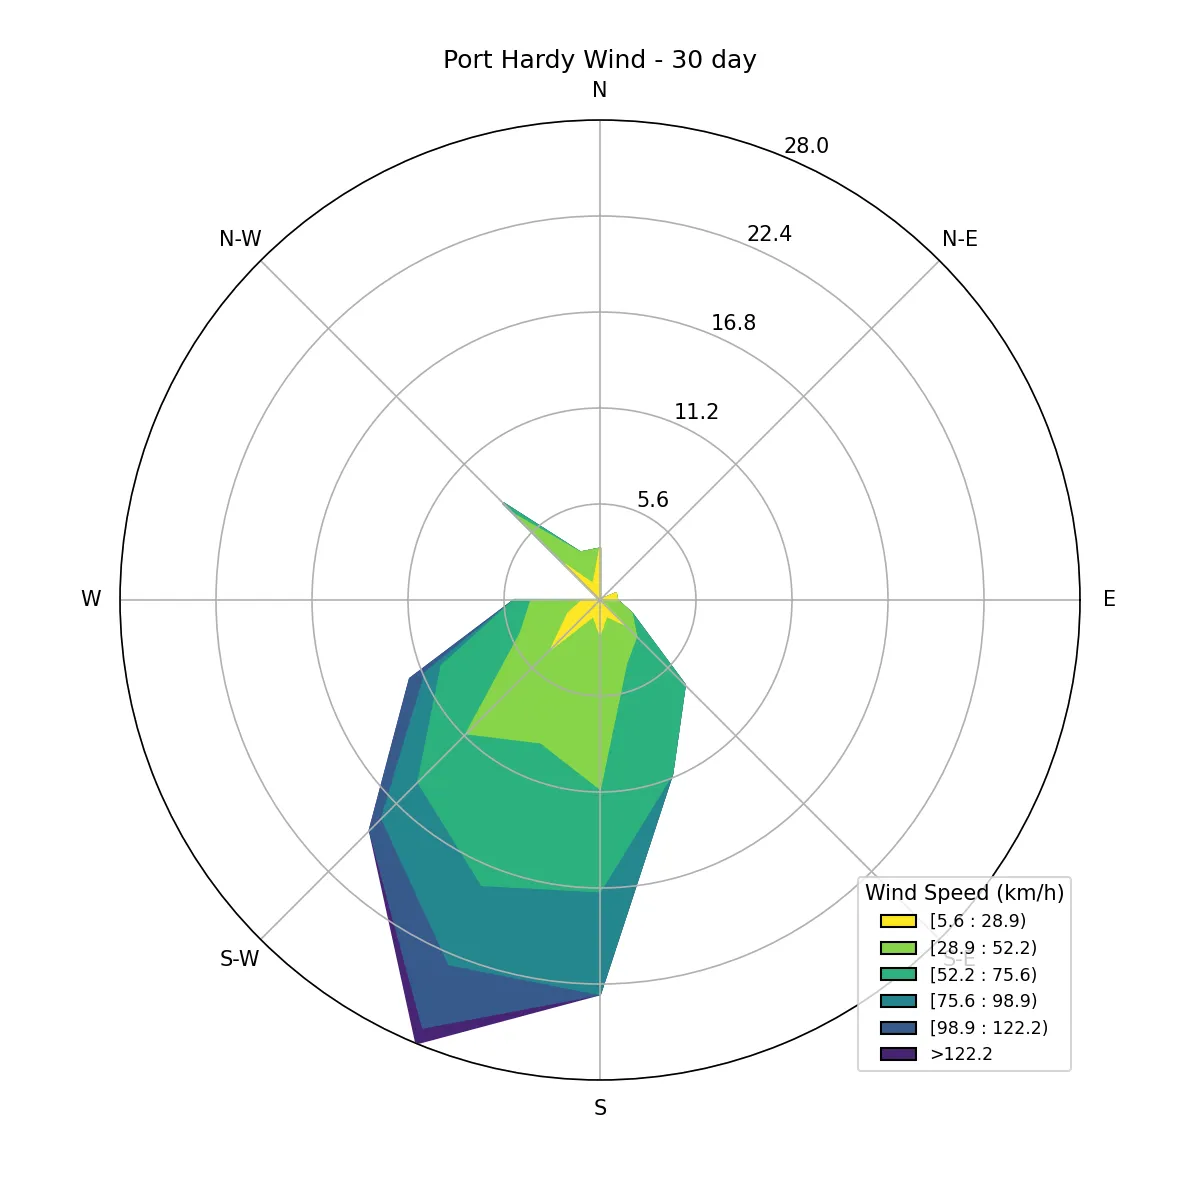 Port Hardy Wind - 30 day
N
28.0
22.4
N-W
N-E
16.8
11.2
5.6
W
E
Wind Speed (km/h)
[5.6 : 28.9)
[28.9 : 52.2)
[52.2 : 75.6)
[75.6 : 98.9)
[98.9 : 122.2)
>122.2
S-W
S-E
S